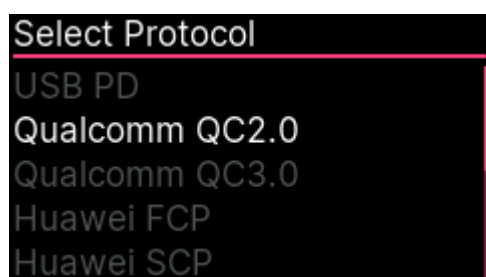 Select Protocol
USB PD
Qualcomm QC2.0
Qualcomm QC3.0
Huawei FCP
Huawei SCP